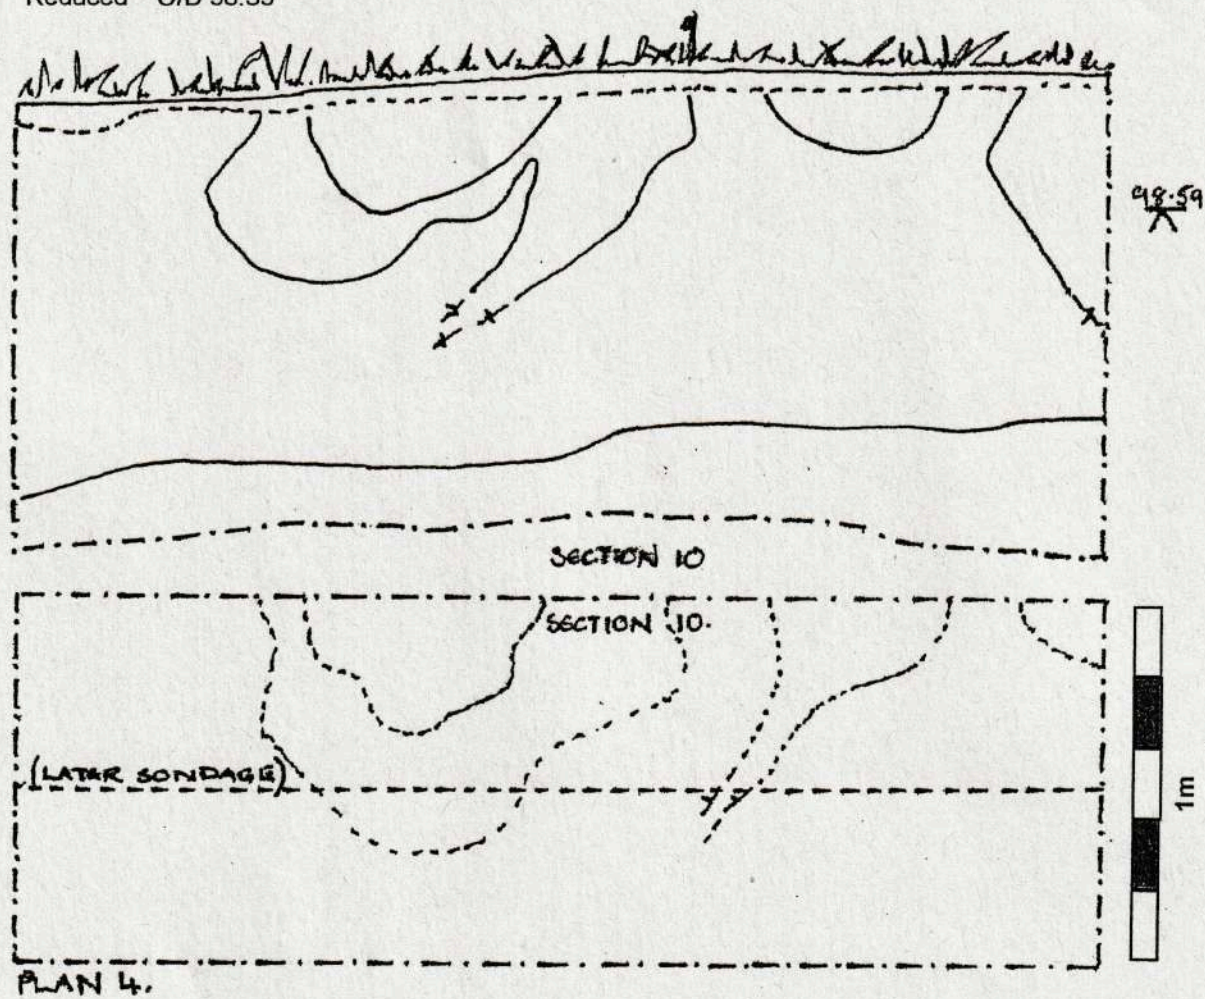 98.59
SECTION 10
SECTION 10.
(LATER SONDAGE)
1m
PLAN 4.